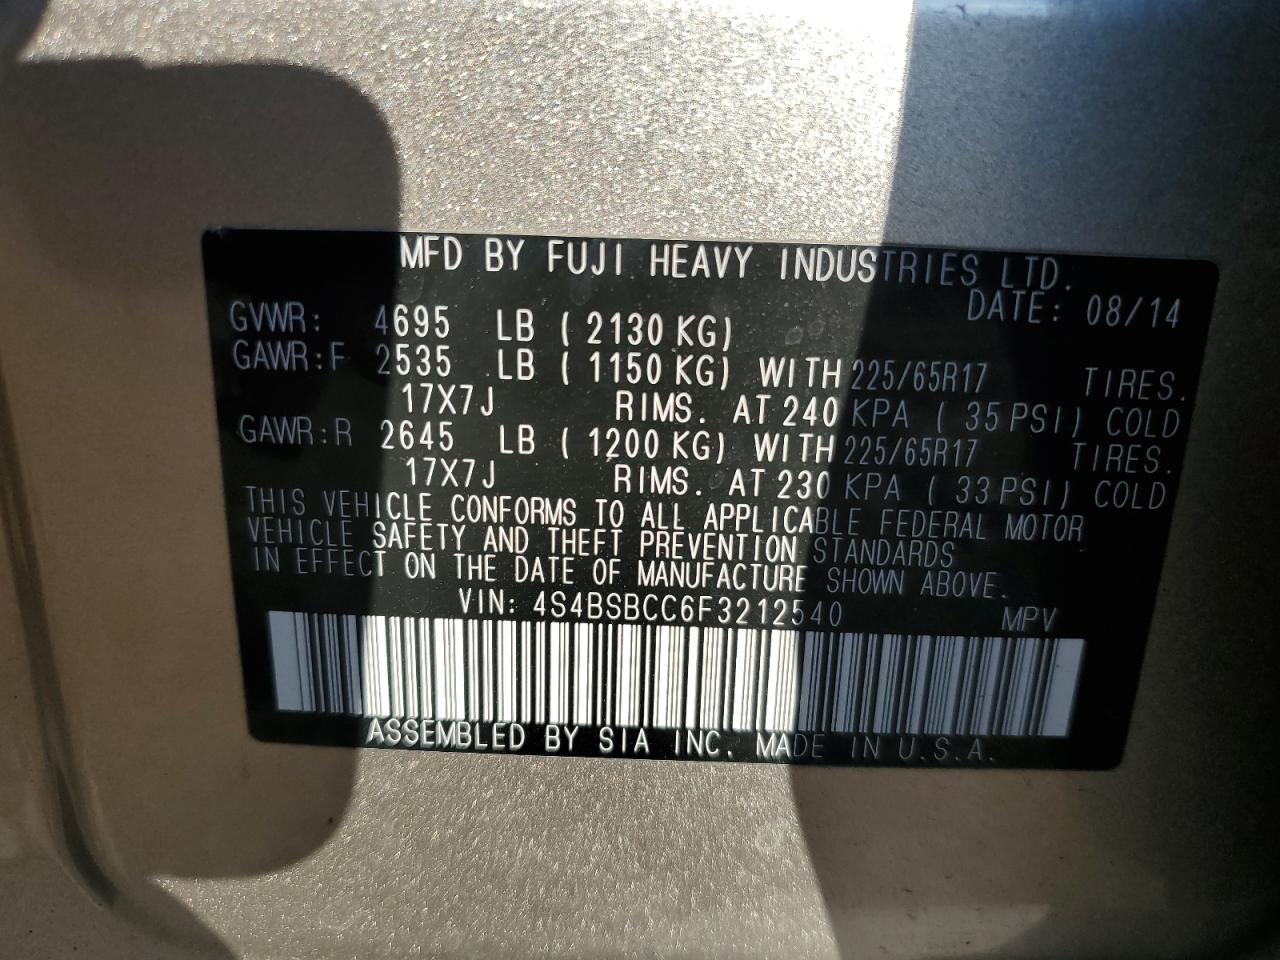 MFD BY FUJI HEAVY INDUSTRIES LTD.
DATE: 08/14
GVWR: 4695 LB ( 2130 KG)
GAWR:F 2535 LB ( 1150 KG) WITH 225/65R17 TIRES.
17X7J RIMS. AT 240 KPA ( 35 PSI) COLD
GAWR:R 2645 LB ( 1200 KG) WITH 225/65R17 TIRES.
17X7J RIMS. AT 230 KPA ( 33 PSI) COLD
THIS VEHICLE CONFORMS TO ALL APPLICABLE FEDERAL MOTOR
VEHICLE SAFETY AND THEFT PREVENTION STANDARDS
IN EFFECT ON THE DATE OF MANUFACTURE SHOWN ABOVE.
VIN: 4S4BSBCC6F3212540 MPV
ASSEMBLED BY SIA INC. MADE IN U.S.A.